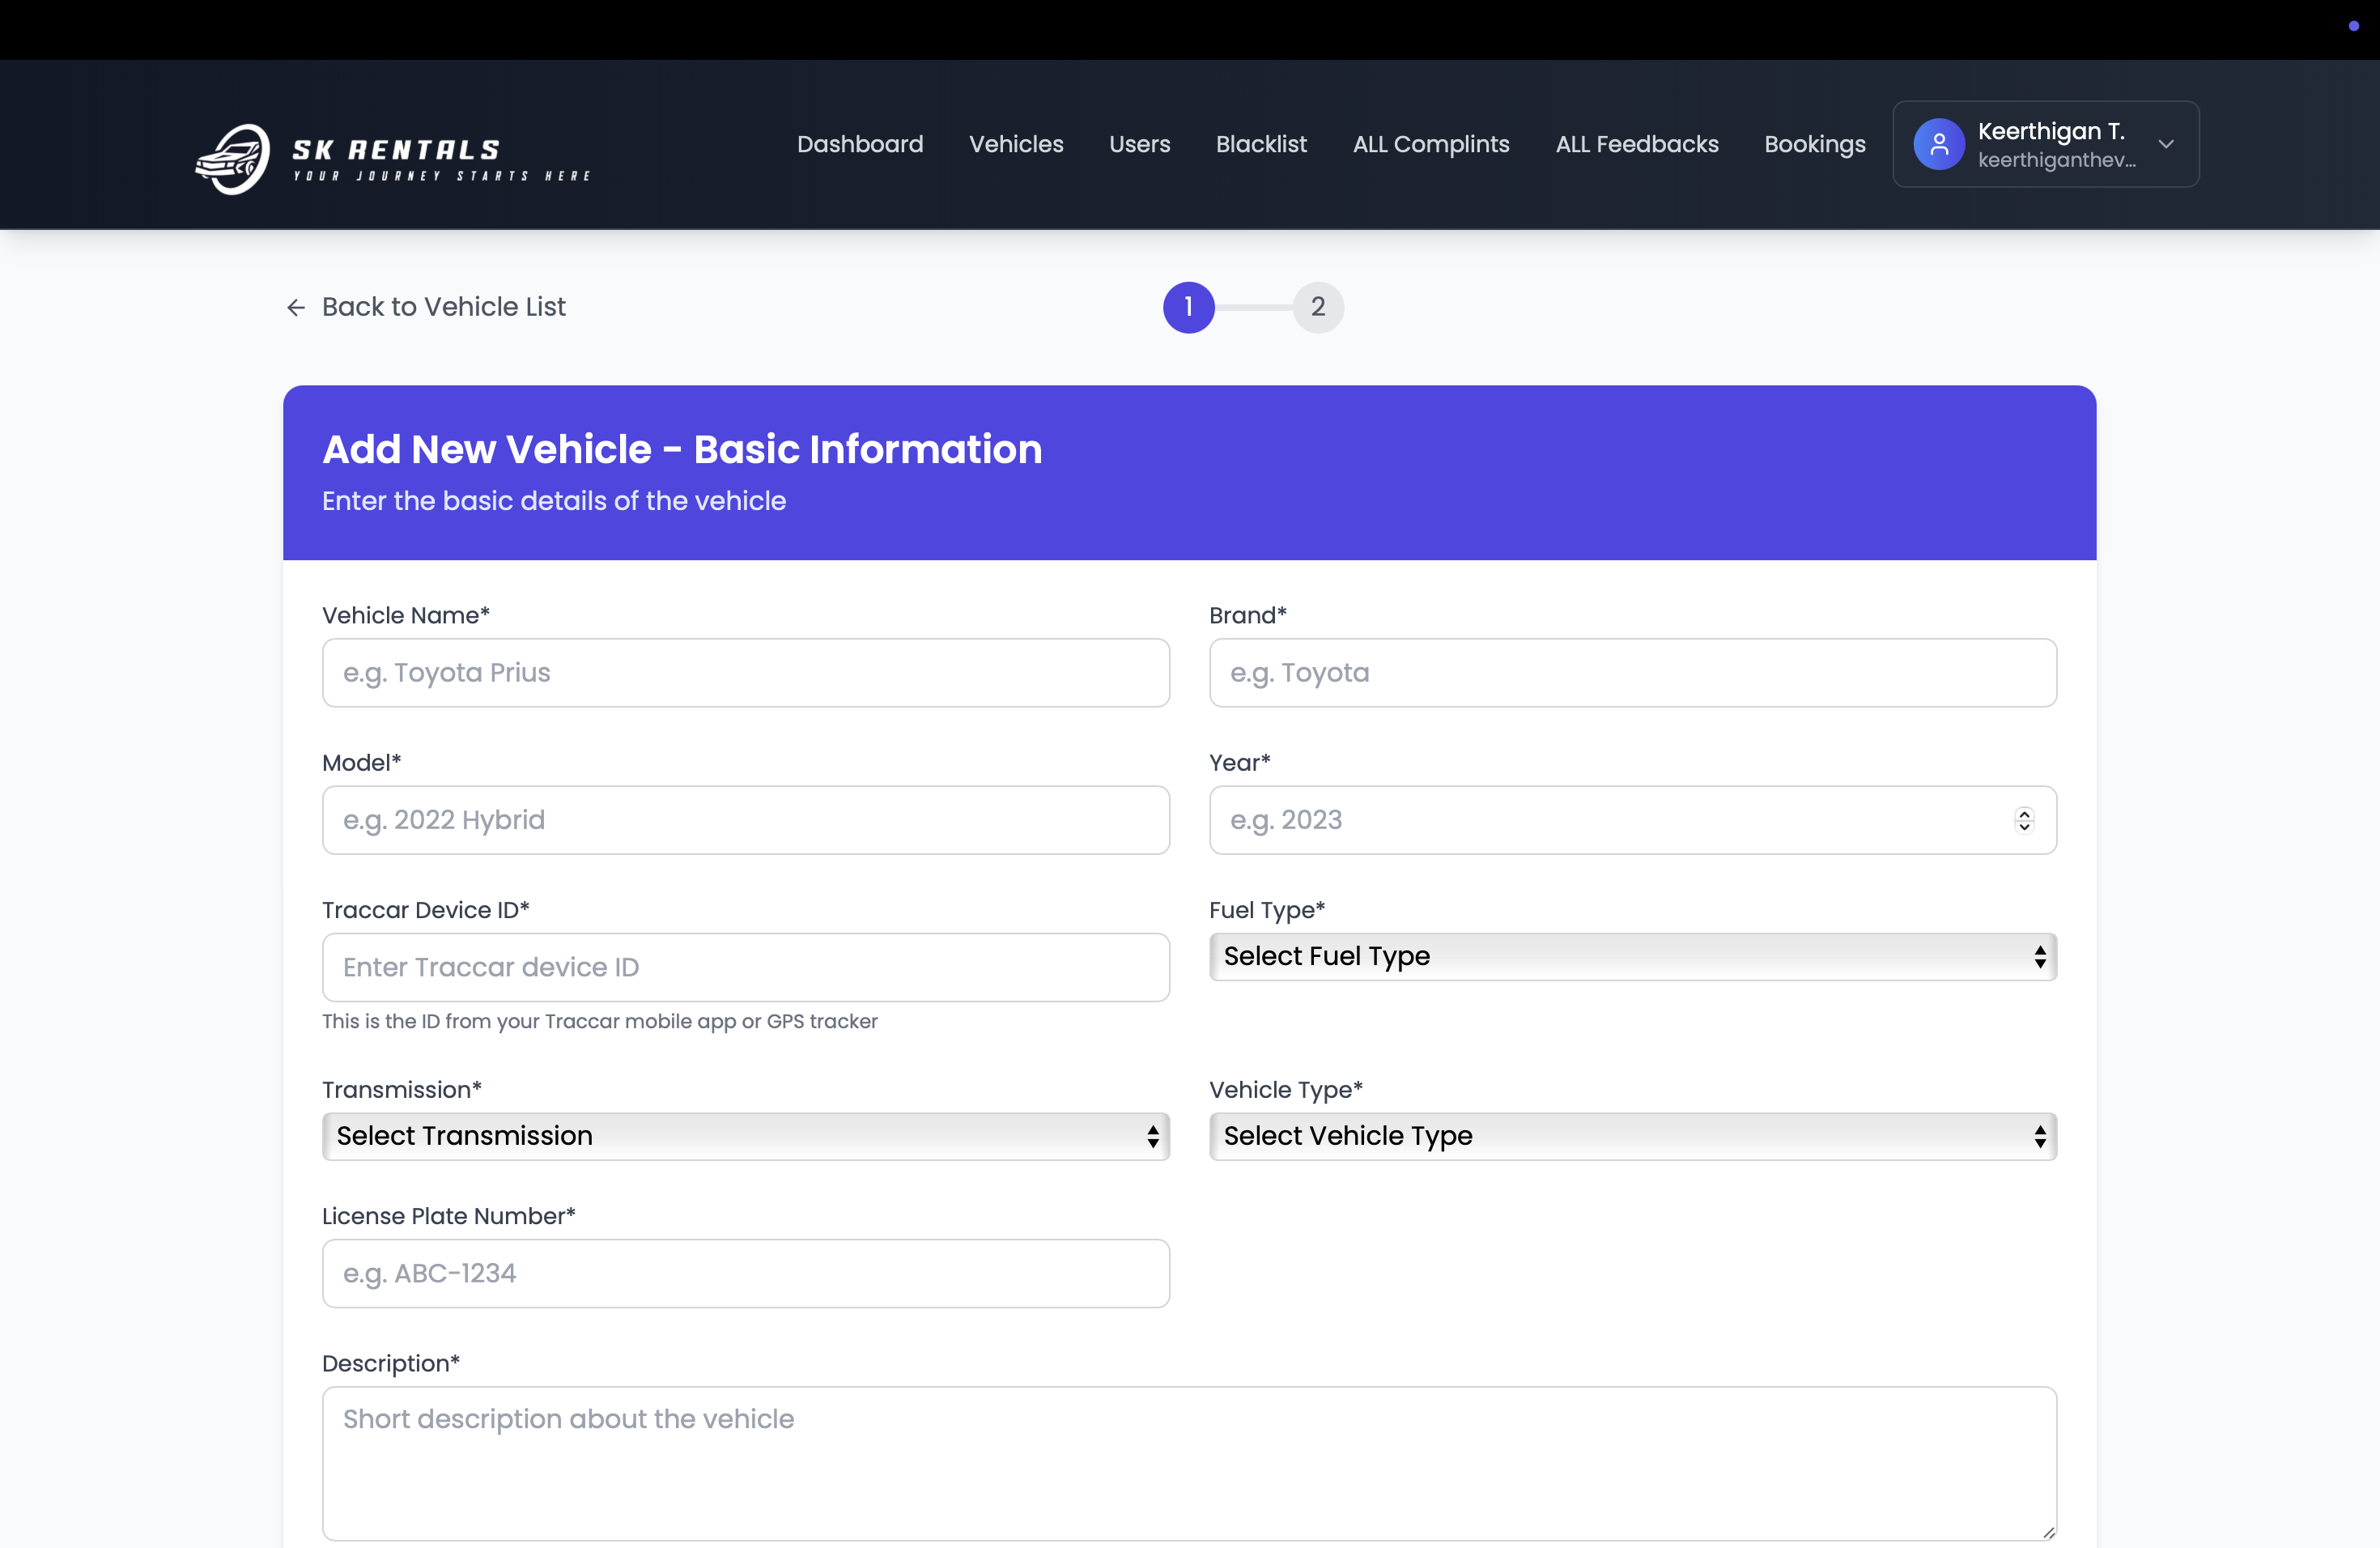 SK RENTALS
YOUR JOURNEY STARTS HERE
Dashboard
Vehicles
Users
Blacklist
ALL Complints
ALL Feedbacks
Bookings
Keerthigan T.
keerthiganthev...
Back to Vehicle List
1
2
Add New Vehicle - Basic Information
Enter the basic details of the vehicle
Vehicle Name*
e.g. Toyota Prius
Brand*
e.g. Toyota
Model*
e.g. 2022 Hybrid
Year*
e.g. 2023
Traccar Device ID*
Enter Traccar device ID
This is the ID from your Traccar mobile app or GPS tracker
Fuel Type*
Select Fuel Type
Transmission*
Select Transmission
Vehicle Type*
Select Vehicle Type
License Plate Number*
e.g. ABC-1234
Description*
Short description about the vehicle